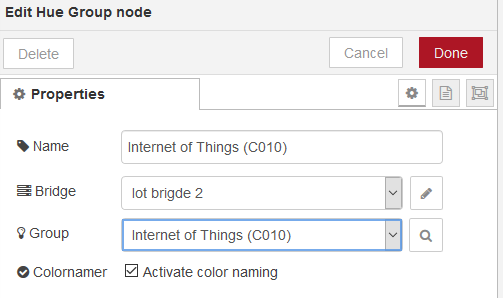 Edit Hue Group node
Delete
Cancel
Done
Properties
Name
Internet of Things (C010)
Bridge
Iot brigde 2
Group
Internet of Things (C010)
Colornamer
Activate color naming